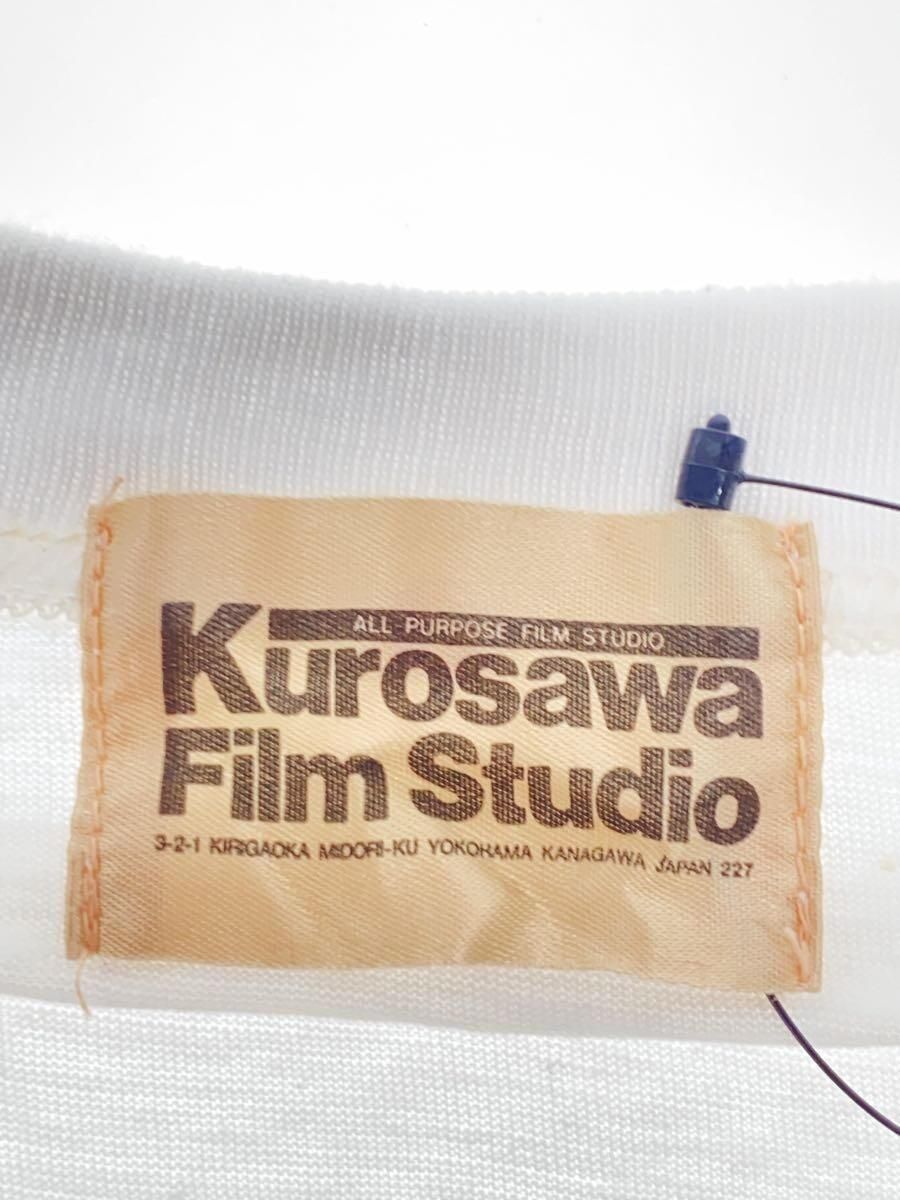 ALL PURPOSE FILM STUDIO
Kurosawa
Film Studio
3-2-1 KIRIGAOKA MIDORI-KU YOKOHAMA KANAGAWA JAPAN 227